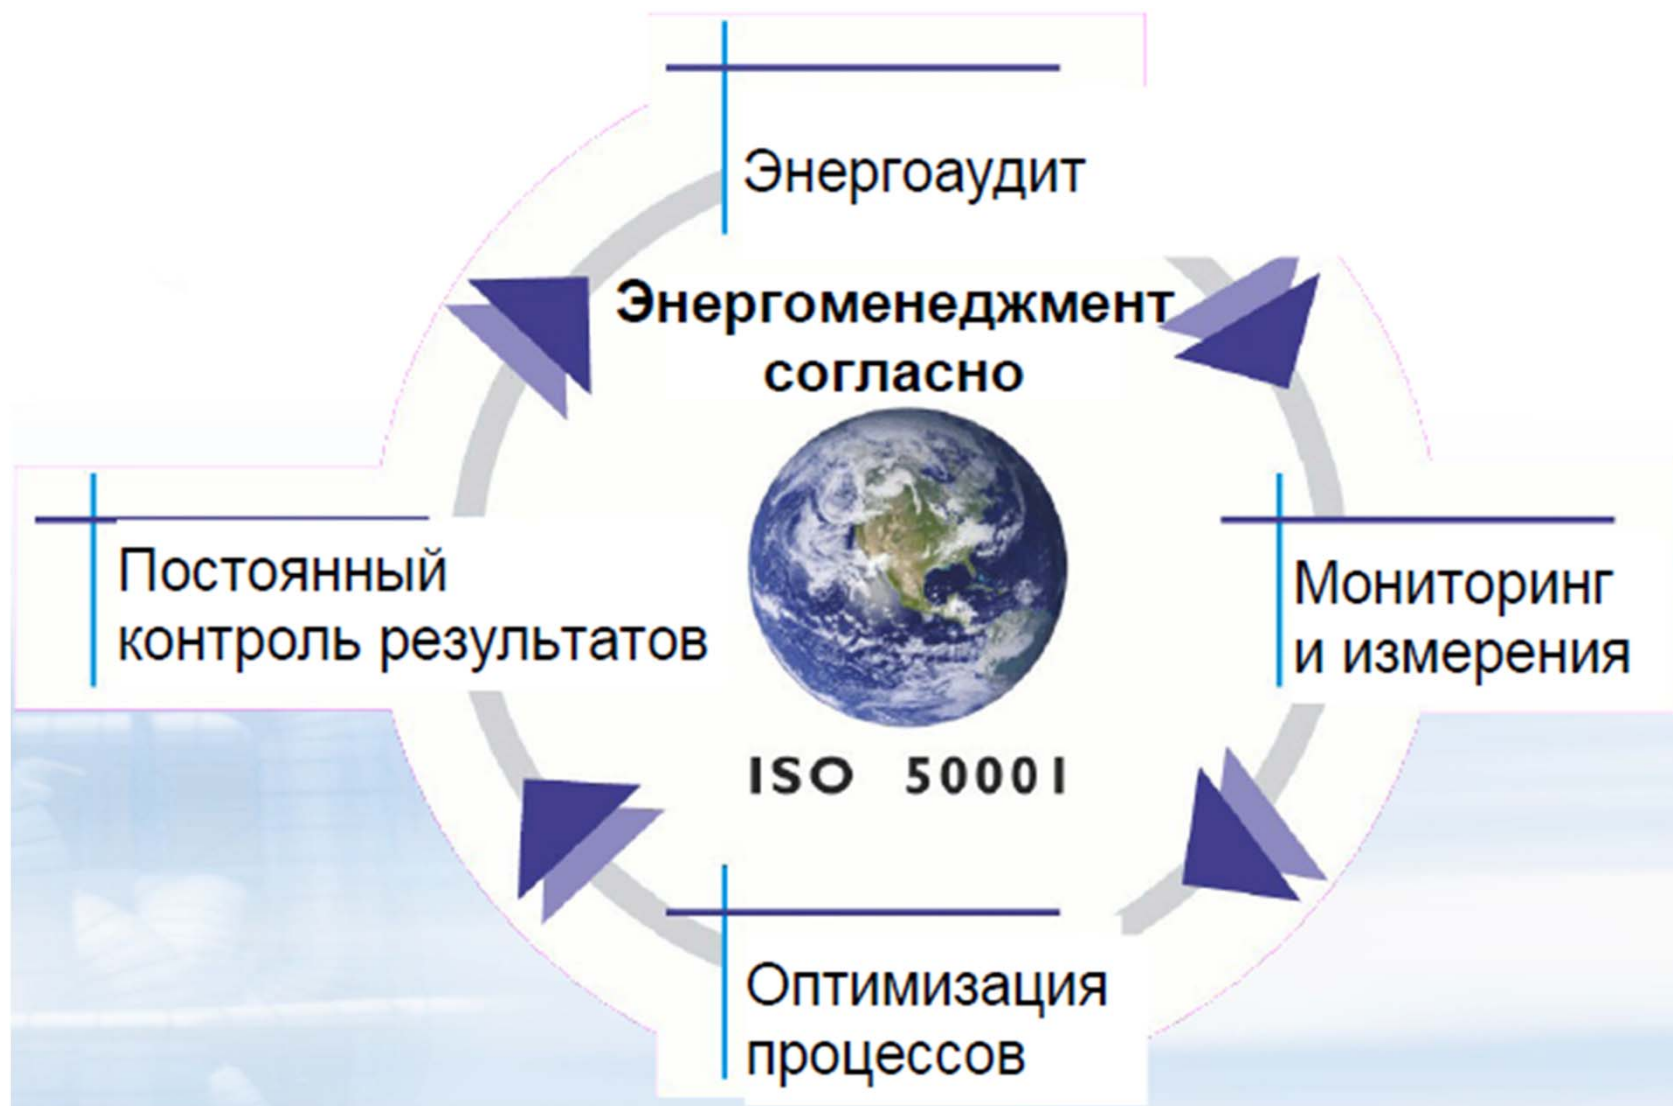 Энергоаудит
Энергоменеджмент
согласно
Постоянный
контроль результатов
Мониторинг
и измерения
ISO 50001
Оптимизация
процессов